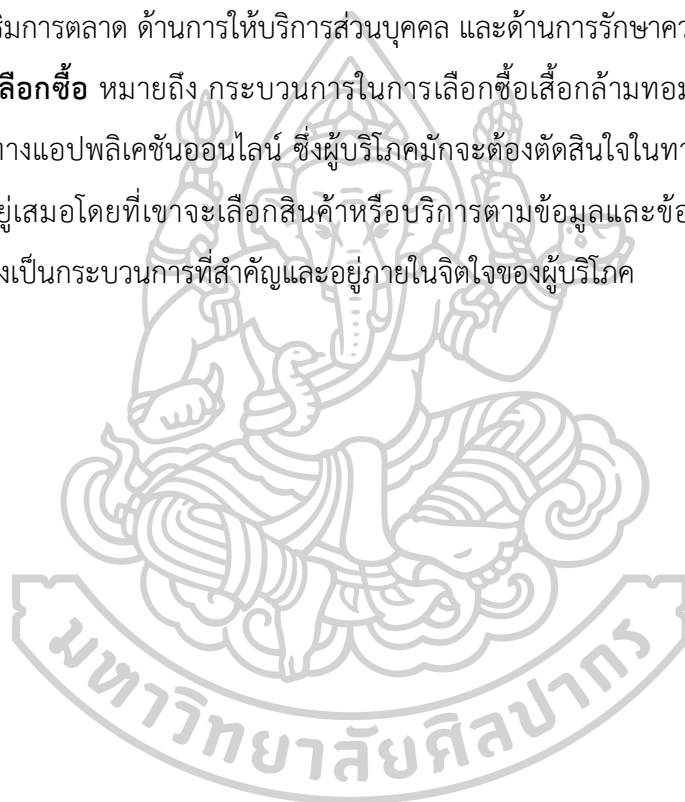 ริมการตลาด ด้านการให้บริการส่วนบุคคล และด้านการรักษาคว
ลือกซื้อ หมายถึง กระบวนการในการเลือกซื้อเสื้อกล้ามทอม
ทางแอปพลิเคชันออนไลน์ ซึ่งผู้บริโภคมักจะต้องตัดสินใจในทา
ยู่เสมอโดยที่เขาจะเลือกสินค้าหรือบริการตามข้อมูลและข้อ
งเป็นกระบวนการที่สำคัญและอยู่ภายในจิตใจของผู้บริโภค
มหาวิทยาลัยศิลปากร